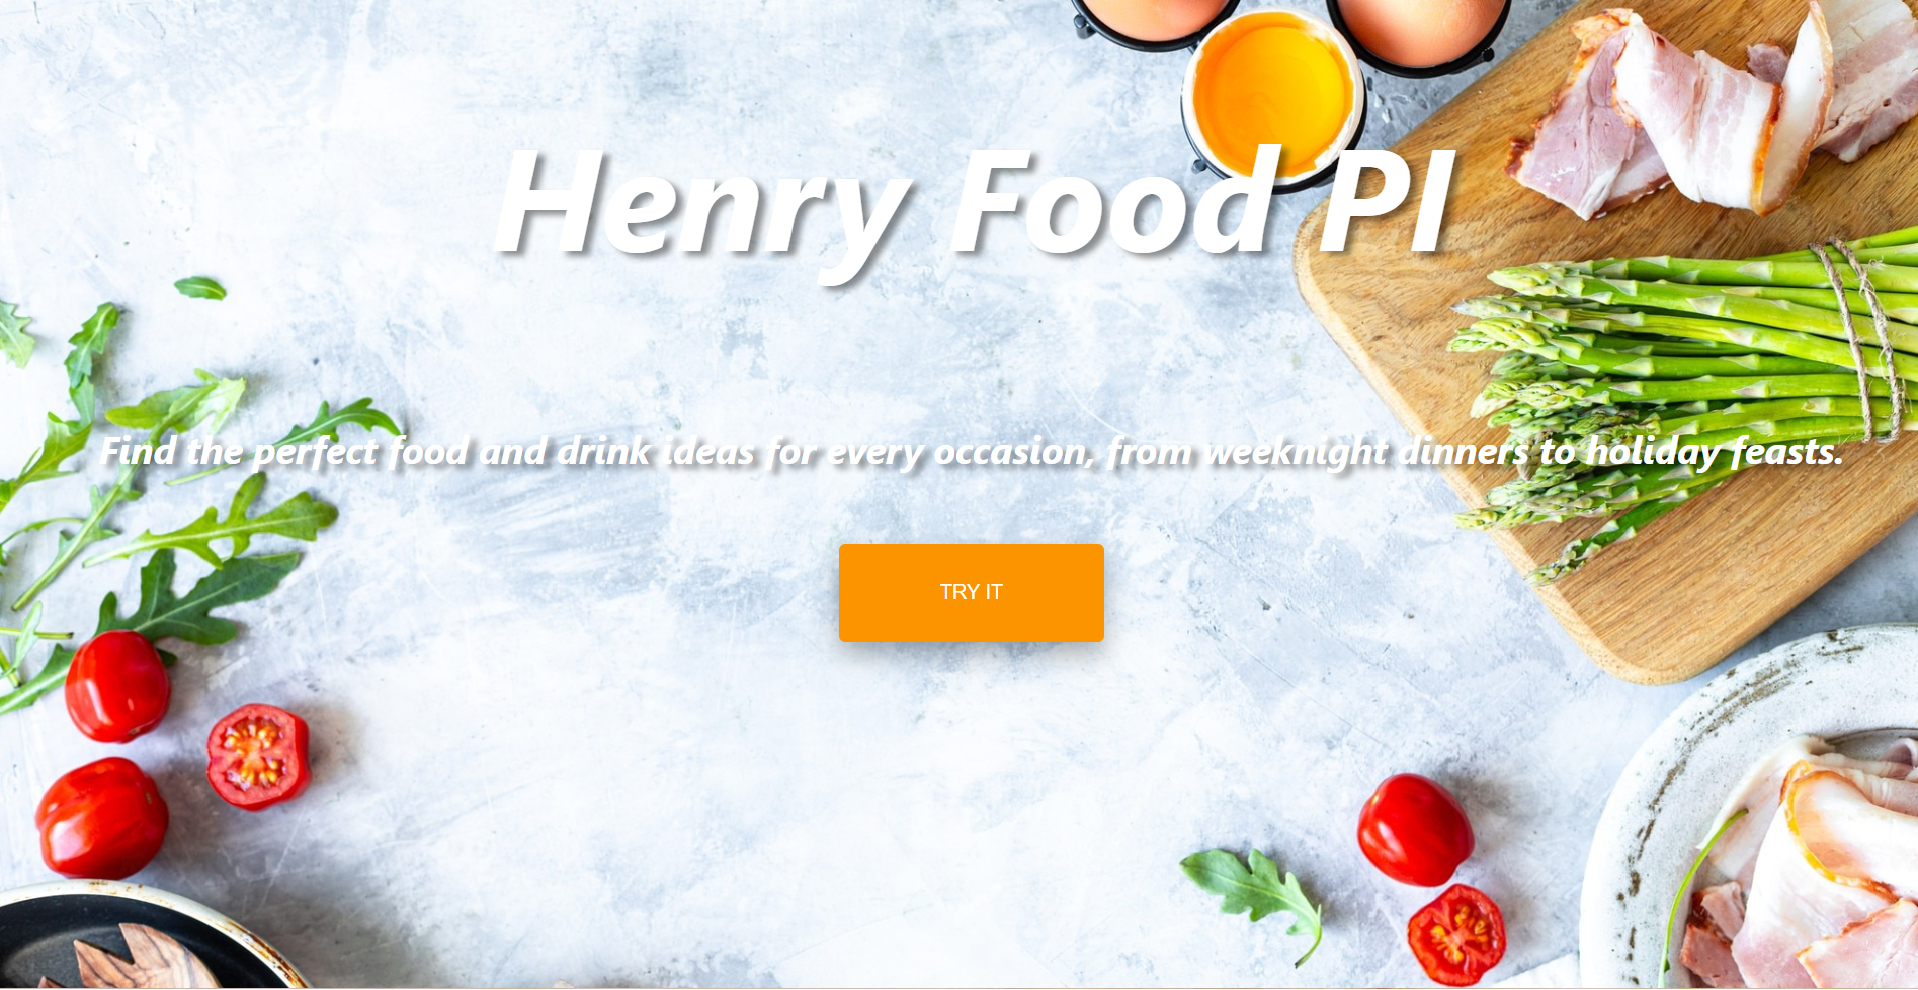 Henry Food PI
Find the perfect food and drink ideas for every occasion, from weeknight dinners to holiday feasts.
TRY IT